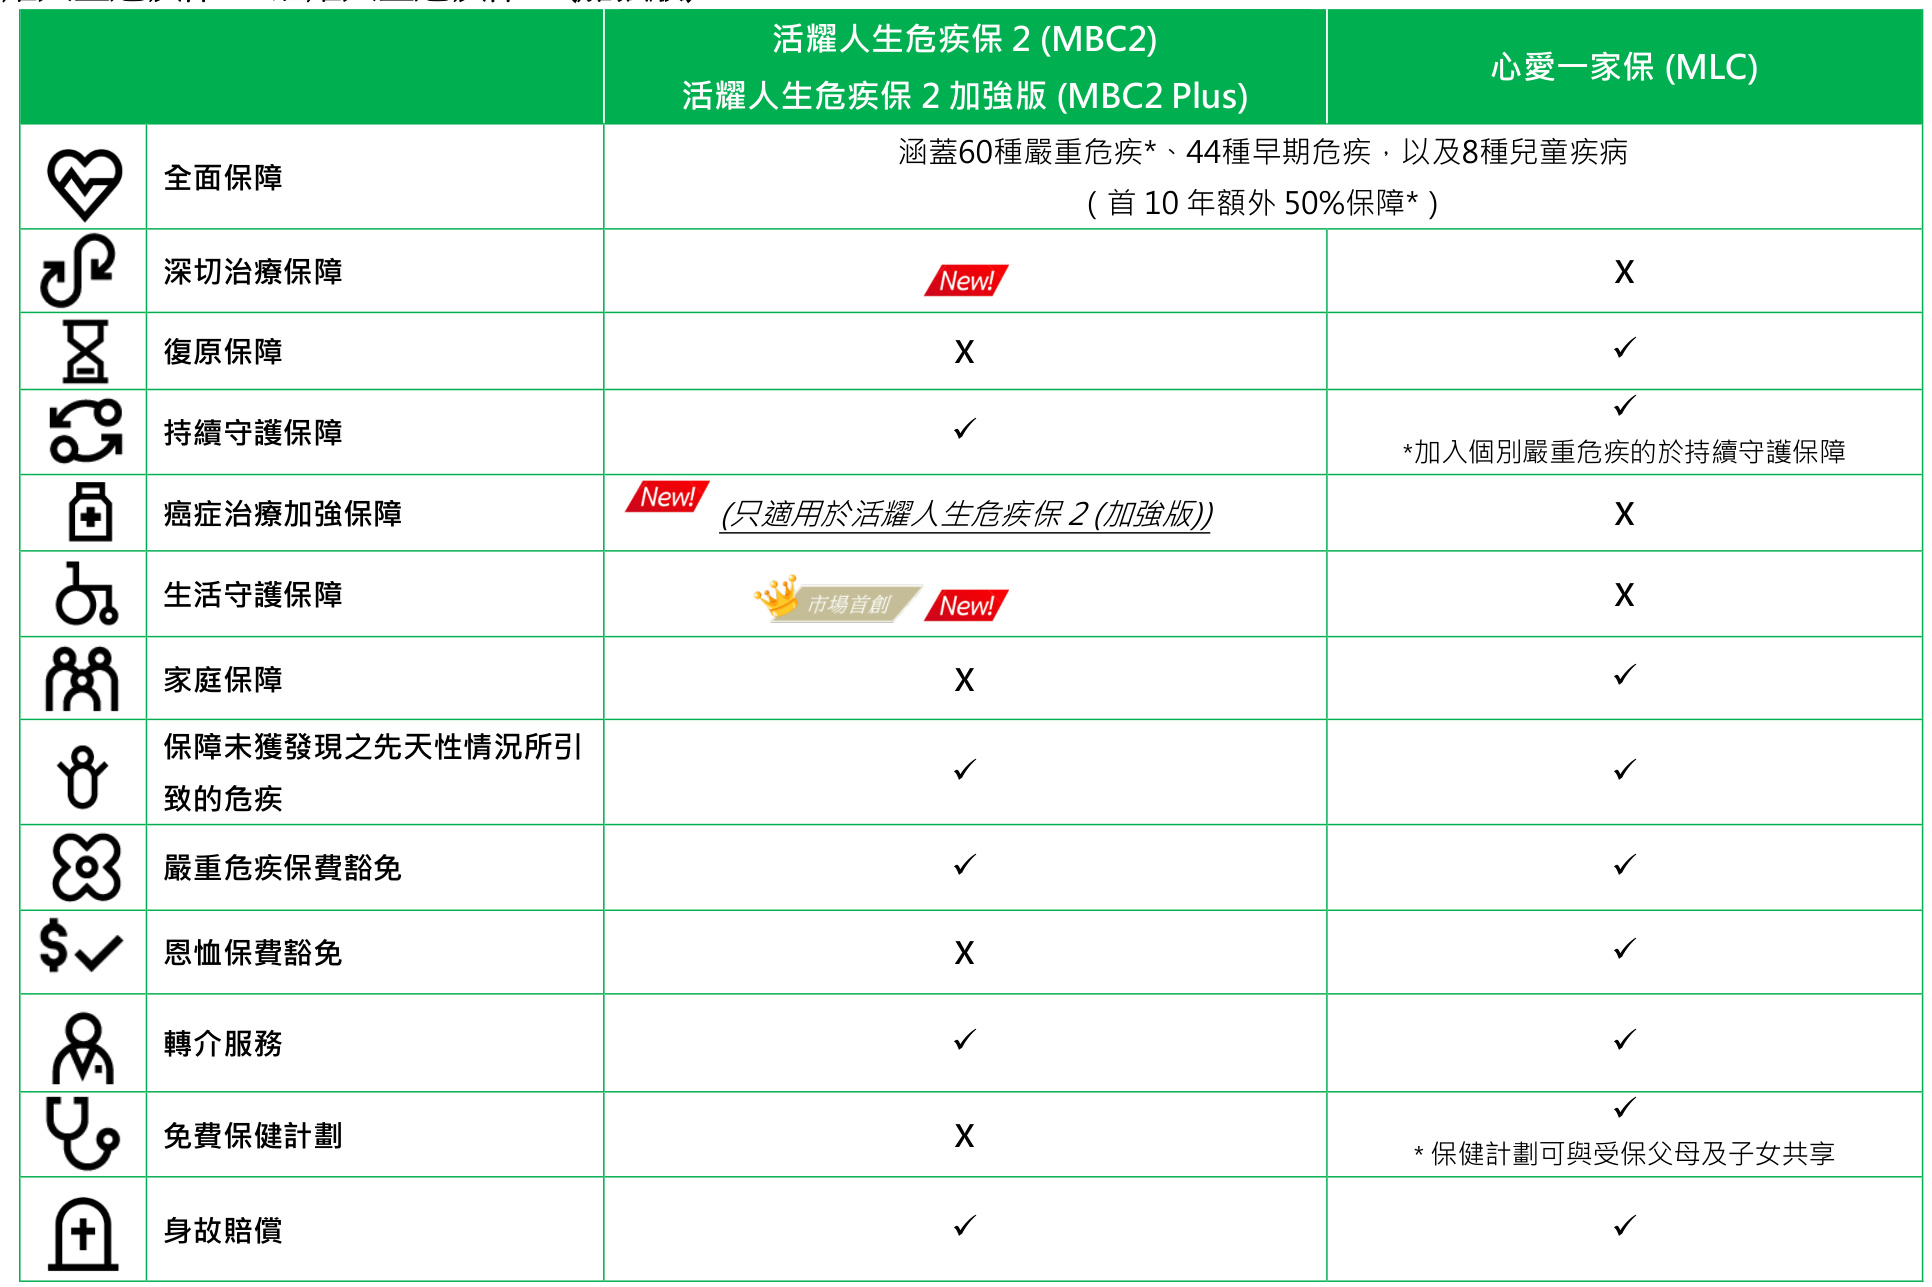 活耀人生危疾保 2 (MBC2)
活耀人生危疾保 2 加強版 (MBC2 Plus)
心愛一家保 (MLC)
全面保障
涵蓋60種嚴重危疾*、44種早期危疾，以及8種兒童疾病
( 首 10 年額外 50%保障* )
深切治療保障
New!
X
復原保障
X
✓
持續守護保障
✓
✓
*加入個別嚴重危疾的於持續守護保障
癌症治療加強保障
New!
(只適用於活耀人生危疾保 2 (加強版))
X
生活守護保障
市場首創
New!
X
家庭保障
X
✓
保障未獲發現之先天性情況所引
致的危疾
✓
✓
嚴重危疾保費豁免
✓
✓
恩恤保費豁免
$
X
✓
轉介服務
✓
✓
免費保健計劃
X
✓
* 保健計劃可與受保父母及子女共享
身故賠償
✓
✓